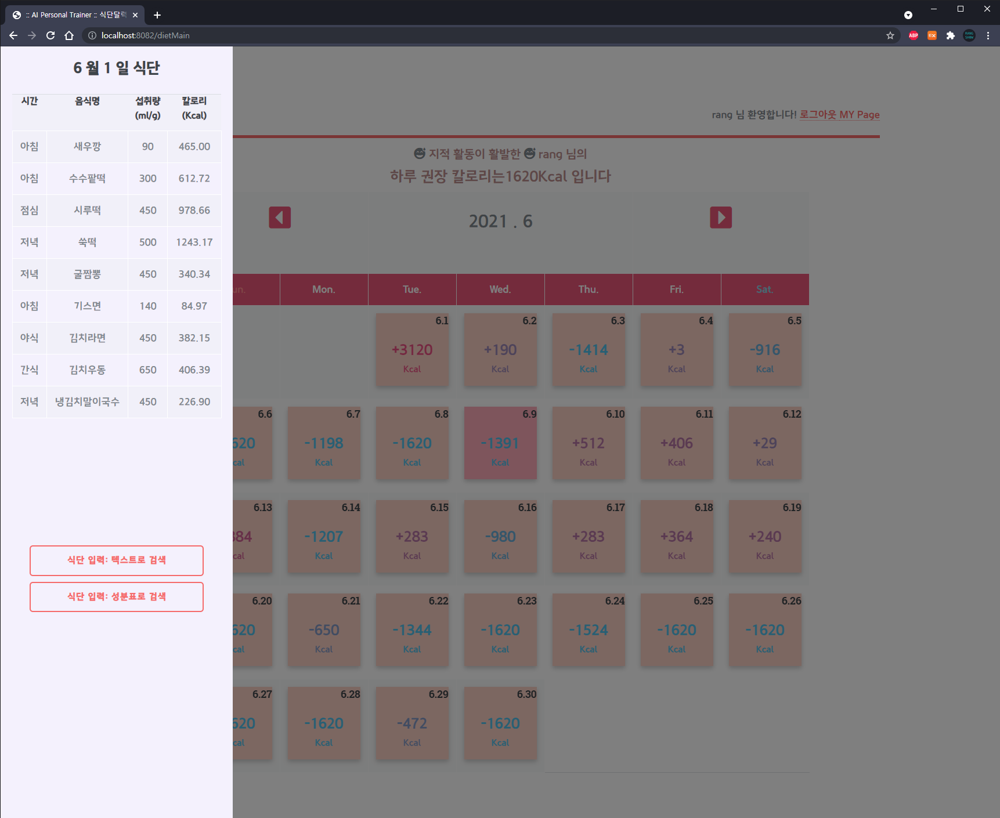 :: AI Personal Trainer :: 식단달력
localhost:8082/dietMain
ABP
RANG
SHOW
6 월 1 일 식단
시간 음식명 섭취량 (ml/g) 칼로리 (Kcal)
아침 새우깡 90 465.00
아침 수수팥떡 300 612.72
점심 시루떡 450 978.66
저녁 쑥떡 500 1243.17
저녁 굴짬뽕 450 340.34
아침 기스면 140 84.97
야식 김치라면 450 382.15
간식 김치우동 650 406.39
저녁 냉김치말이국수 450 226.90
식단 입력: 텍스트로 검색
식단 입력: 성분표로 검색
rang 님 환영합니다! 로그아웃 MY Page
지적 활동이 활발한 rang 님의
하루 권장 칼로리는1620Kcal 입니다
2021 . 6
un. Mon. Tue. Wed. Thu. Fri. Sat.
6.1 6.2 6.3 6.4 6.5
+3120 +190 -1414 +3 -916
Kcal Kcal Kcal Kcal Kcal
6.6 6.7 6.8 6.9 6.10 6.11 6.12
620 -1198 -1620 -1391 +512 +406 +29
cal Kcal Kcal Kcal Kcal Kcal Kcal
6.13 6.14 6.15 6.16 6.17 6.18 6.19
384 -1207 +283 -980 +283 +364 +240
cal Kcal Kcal Kcal Kcal Kcal Kcal
6.20 6.21 6.22 6.23 6.24 6.25 6.26
620 -650 -1344 -1620 -1524 -1620 -1620
cal Kcal Kcal Kcal Kcal Kcal Kcal
6.27 6.28 6.29 6.30
620 -1620 -472 -1620
cal Kcal Kcal Kcal